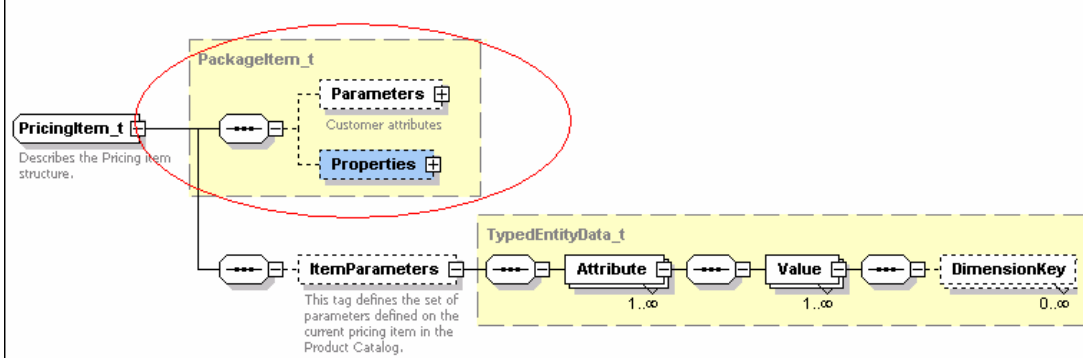 PackageItem_t
Parameters
Customer attributes
PricingItem_t
Describes the Pricing item
structure.
Properties
TypedEntityData_t
ItemParameters
Attribute
Value
DimensionKey
1..∞
1..∞
0..∞
This tag defines the set of
parameters defined on the
current pricing item in the
Product Catalog.